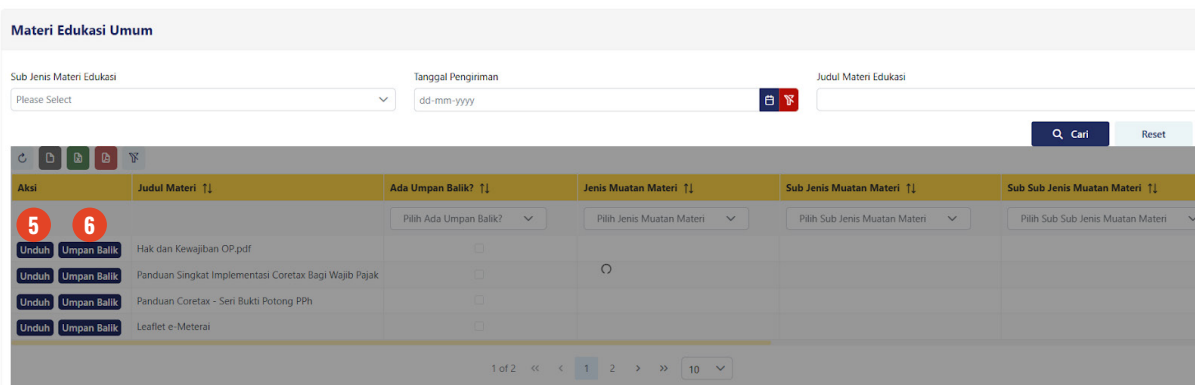 Materi Edukasi Umum
Sub Jenis Materi Edukasi Tanggal Pengiriman Judul Materi Edukasi
Please Select dd-mm-yyyy
Cari Reset
Aksi Judul Materi Ada Umpan Balik? Jenis Muatan Materi Sub Jenis Muatan Materi Sub Sub Jenis Muatan Materi
5 6 Pilih Ada Umpan Balik? Pilih Jenis Muatan Materi Pilih Sub Jenis Muatan Materi Pilih Sub Sub Jenis Muatan Materi
Unduh Umpan Balik Hak dan Kewajiban OP.pdf
Unduh Umpan Balik Panduan Singkat Implementasi Coretax Bagi Wajib Pajak
Unduh Umpan Balik Panduan Coretax - Seri Bukti Potong PPh
Unduh Umpan Balik Leaflet e-Meterai
1 of 2 << < 1 2 > >> 10